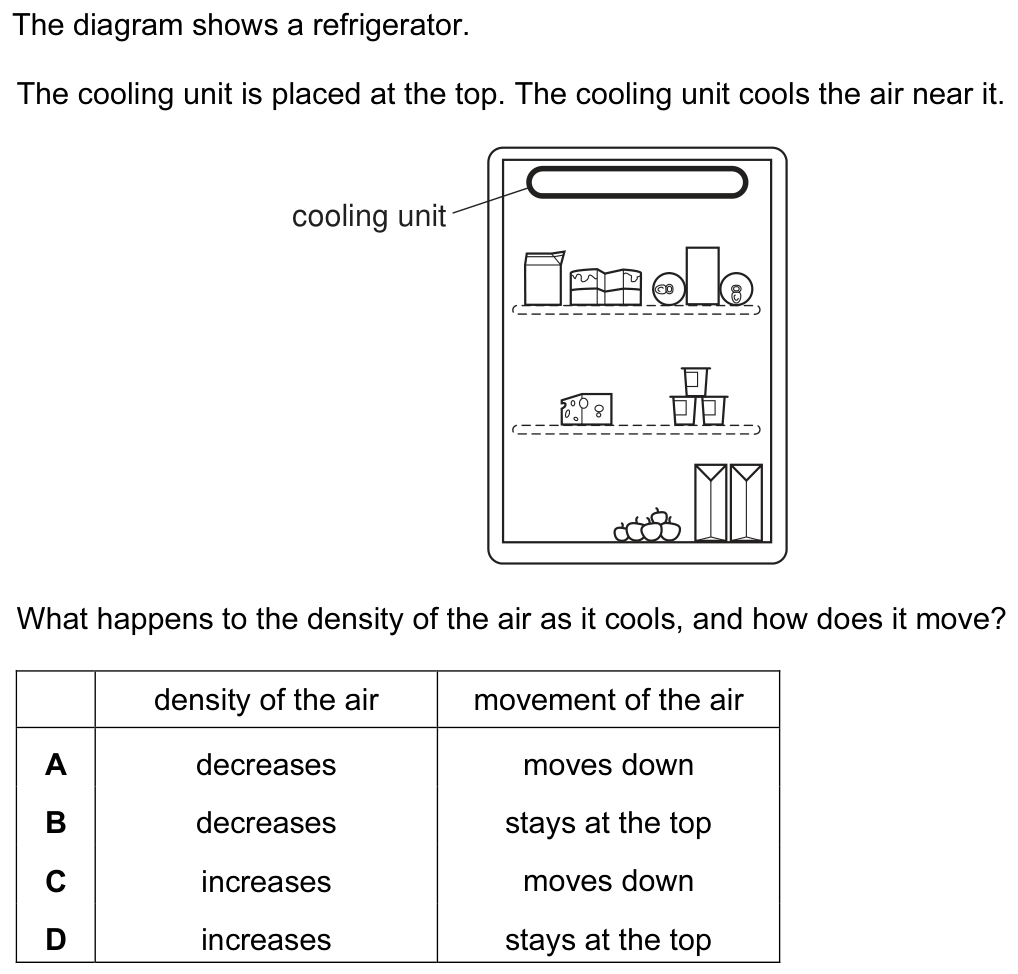 The diagram shows a refrigerator.
The cooling unit is placed at the top. The cooling unit cools the air near it.
cooling unit
What happens to the density of the air as it cools, and how does it move?
density of the air movement of the air
A decreases moves down
B decreases stays at the top
C increases moves down
D increases stays at the top